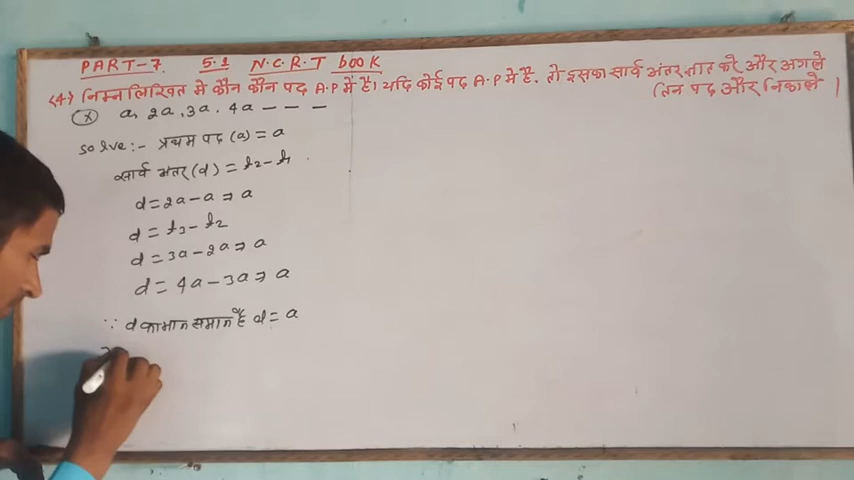 PART-7 5.1 N.C.R.T book
(4) निम्न लिखित में कौन कौन पद A.P में है। यदि कोई पद A.P में है. तो इसका सार्व अंतर ज्ञात करे और अगले
तिन पद और निकाले।
(x) a, 2a, 3a, 4a - - -
solve:- प्रथम पद (a) = a
सार्व अंतर (d) = t2 - t1
d = 2a - a ⇒ a
d = t3 - t2
d = 3a - 2a ⇒ a
d = 4a - 3a ⇒ a
∵ d का मान समान है d = a